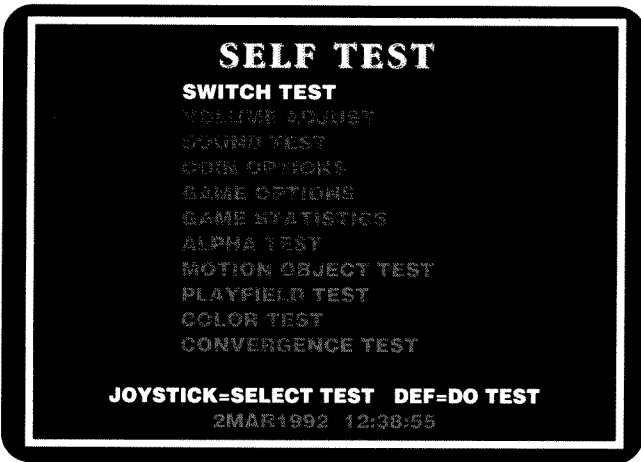 SELF TEST
SWITCH TEST
VOLUME ADJUST
SOUND TEST
COIN OPTIONS
GAME OPTIONS
GAME STATISTICS
ALPHA TEST
MOTION OBJECT TEST
PLAYFIELD TEST
COLOR TEST
CONVERGENCE TEST
JOYSTICK=SELECT TEST DEF=DO TEST
2MAR1992 12:38:55